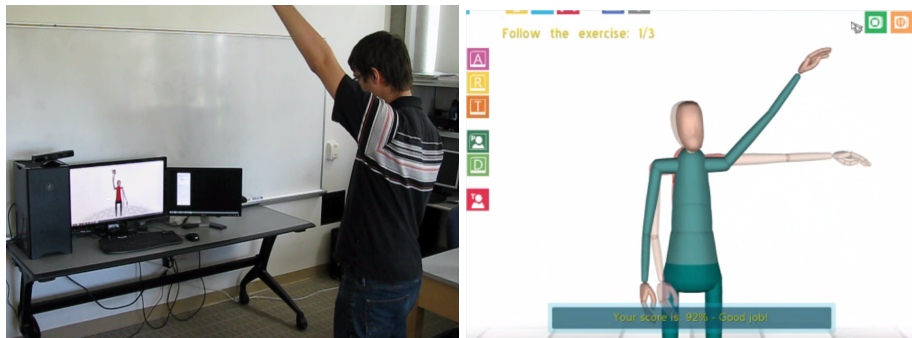 Follow the exercise: 1/3
A
R
T
P
D
T
Your score is: 92% - Good job!